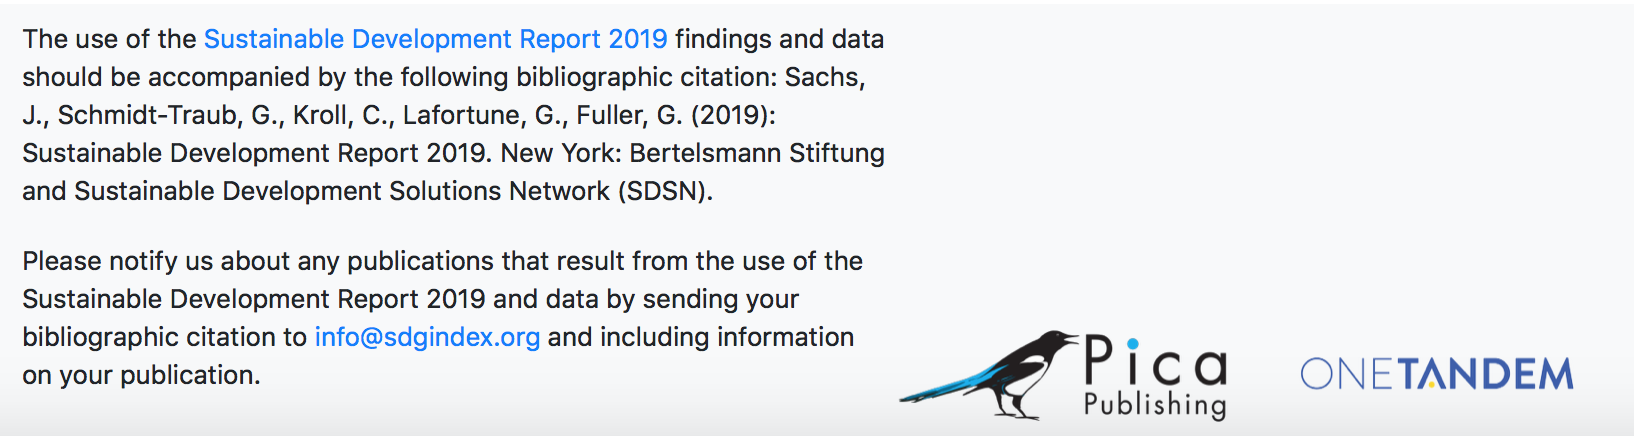 The use of the Sustainable Development Report 2019 findings and data
should be accompanied by the following bibliographic citation: Sachs,
J., Schmidt-Traub, G., Kroll, C., Lafortune, G., Fuller, G. (2019):
Sustainable Development Report 2019. New York: Bertelsmann Stiftung
and Sustainable Development Solutions Network (SDSN).
Please notify us about any publications that result from the use of the
Sustainable Development Report 2019 and data by sending your
bibliographic citation to info@sdgindex.org and including information
on your publication.
Pica
Publishing
ONETANDEM